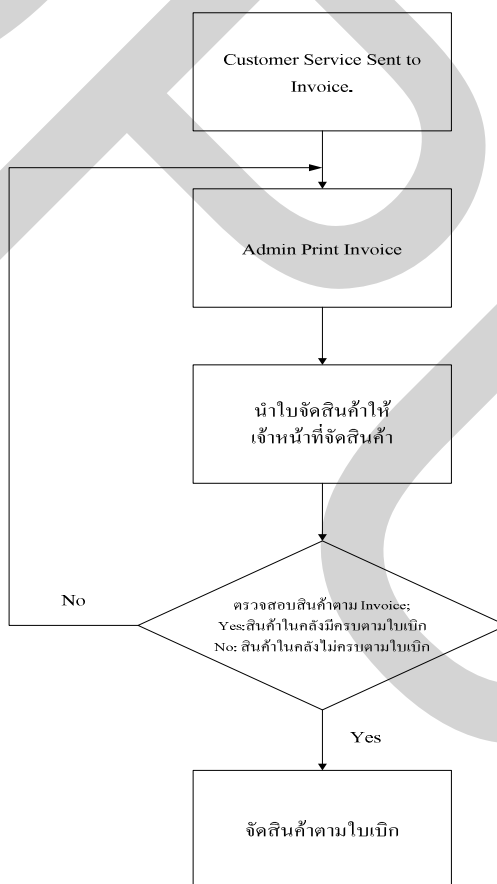 Customer Service Sent to
Invoice.
Admin Print Invoice
นำใบจัดสินค้าให้
เจ้าหน้าที่จัดสินค้า
No
ตรวจสอบสินค้าตาม Invoice;
Yes:สินค้าในคลังมีครบตามใบเบิก
No: สินค้าในคลังไม่ครบตามใบเบิก
Yes
จัดสินค้าตามใบเบิก